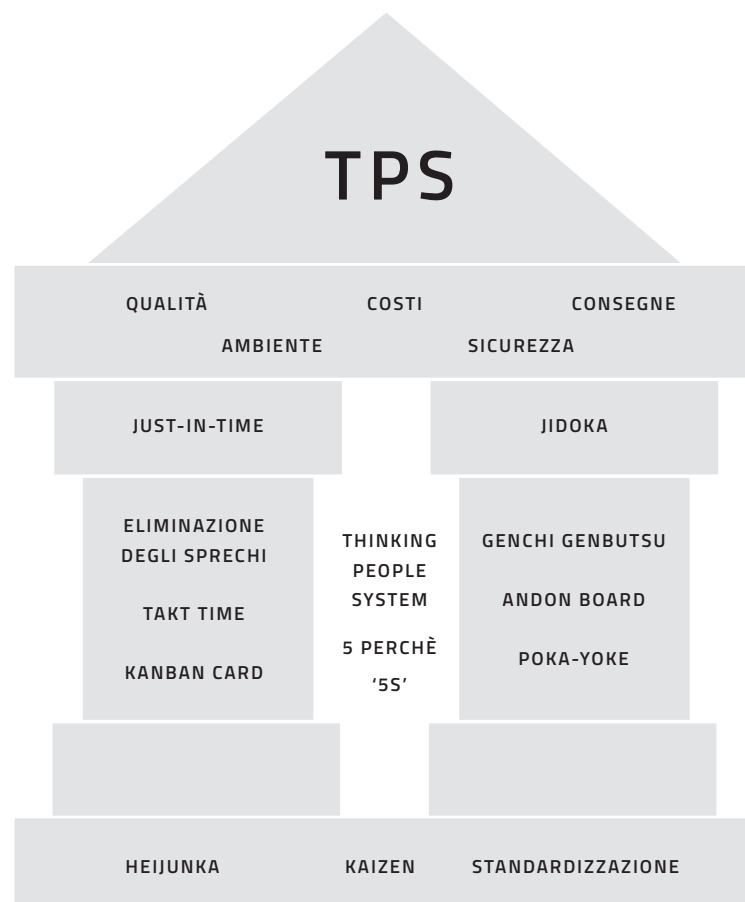 TPS
QUALITÀ COSTI CONSEGNE
AMBIENTE SICUREZZA
JUST-IN-TIME
JIDOKA
ELIMINAZIONE
DEGLI SPRECHI
TAKT TIME
KANBAN CARD
THINKING
PEOPLE
SYSTEM
5 PERCHÈ
‘5S’
GENCHI GENBUTSU
ANDON BOARD
POKA-YOKE
HEIJUNKA KAIZEN STANDARDIZZAZIONE